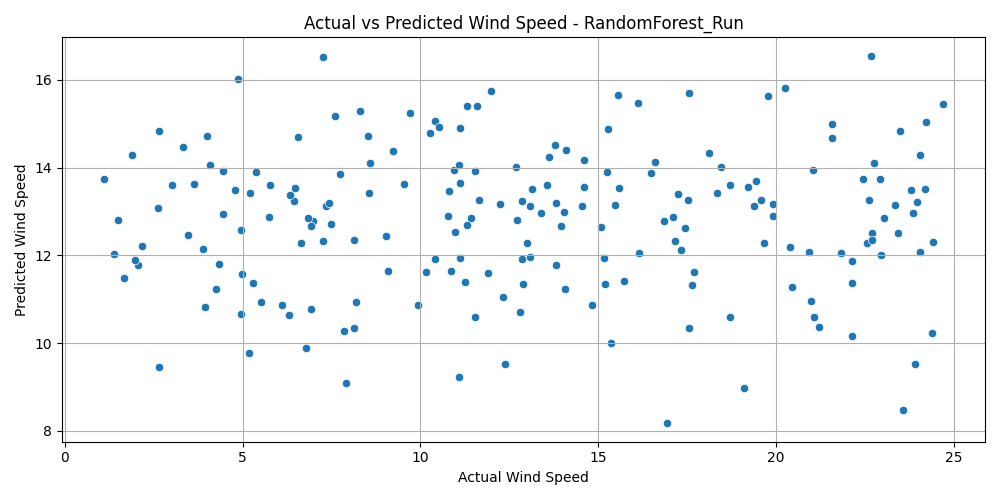 Actual vs Predicted Wind Speed - RandomForest_Run
16
14
12
10
8
Predicted Wind Speed
0 5 10 15 20 25
Actual Wind Speed